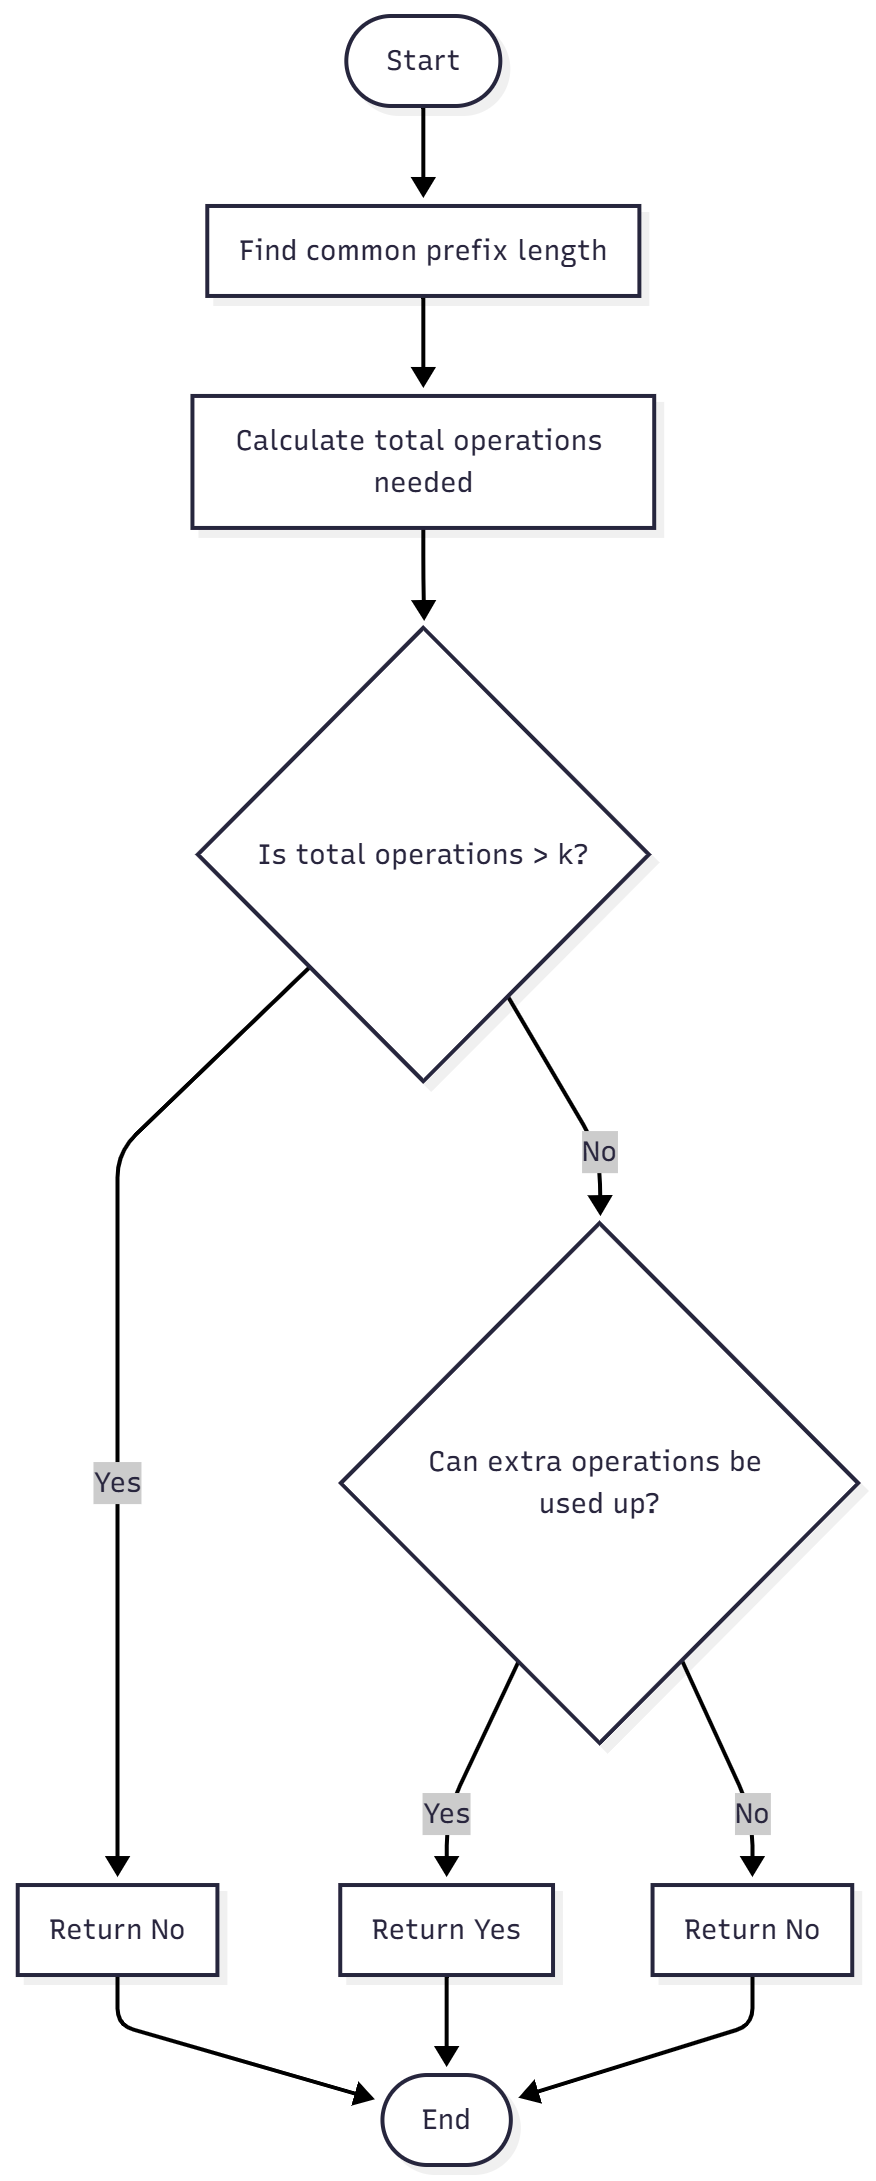 Start
Find common prefix length
Calculate total operations
needed
Is total operations > k?
No
Yes
Can extra operations be
used up?
Yes
No
Return No
Return Yes
Return No
End